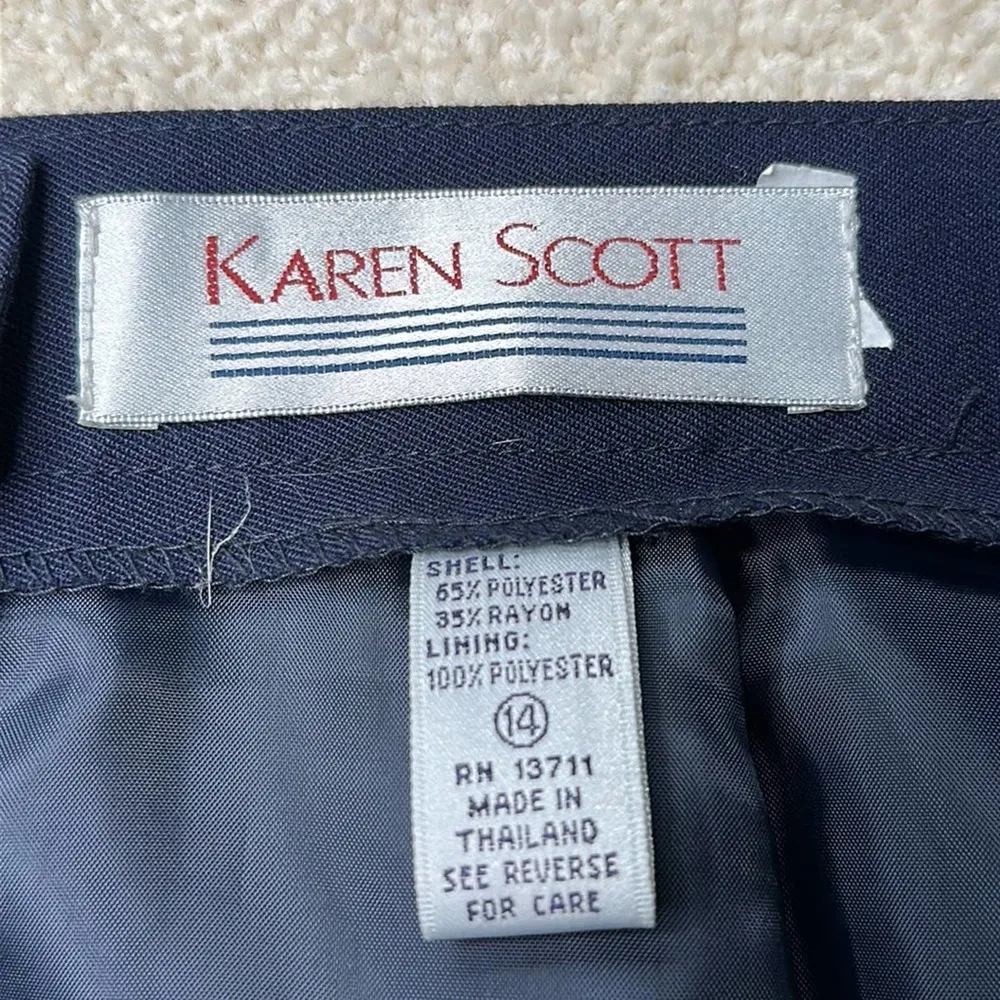 KAREN SCOTT
SHELL:
65% POLYESTER
35% RAYON
LINING:
100% POLYESTER
14
RN 13711
MADE IN
THAILAND
SEE REVERSE
FOR CARE